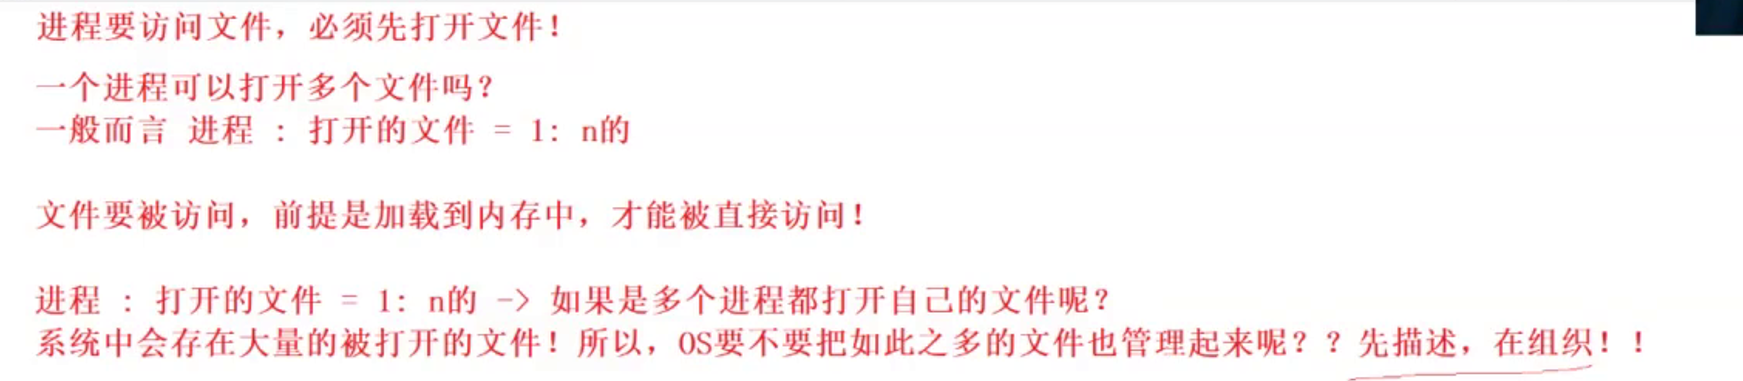 进程要访问文件，必须先打开文件！
一个进程可以打开多个文件吗？
一般而言 进程 : 打开的文件 = 1: n的
文件要被访问，前提是加载到内存中，才能被直接访问！
进程 : 打开的文件 = 1: n的 -> 如果是多个进程都打开自己的文件呢？
系统中会存在大量的被打开的文件！所以，OS要不要把如此之多的文件也管理起来呢？？先描述，在组织！！